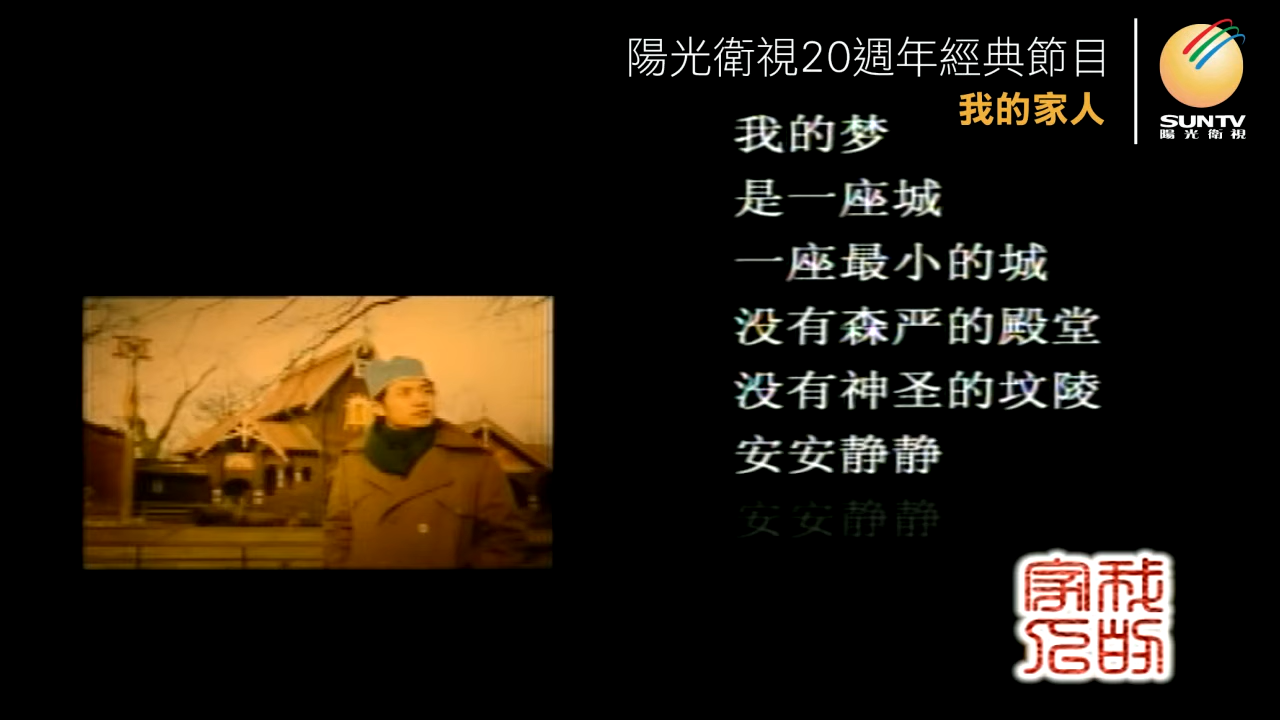 陽光衛視20週年經典節目
我的家人
SUNTV
陽光衛視
我的梦
是一座城
一座最小的城
没有森严的殿堂
没有神圣的坟陵
安安静静
安安静静
我的家人